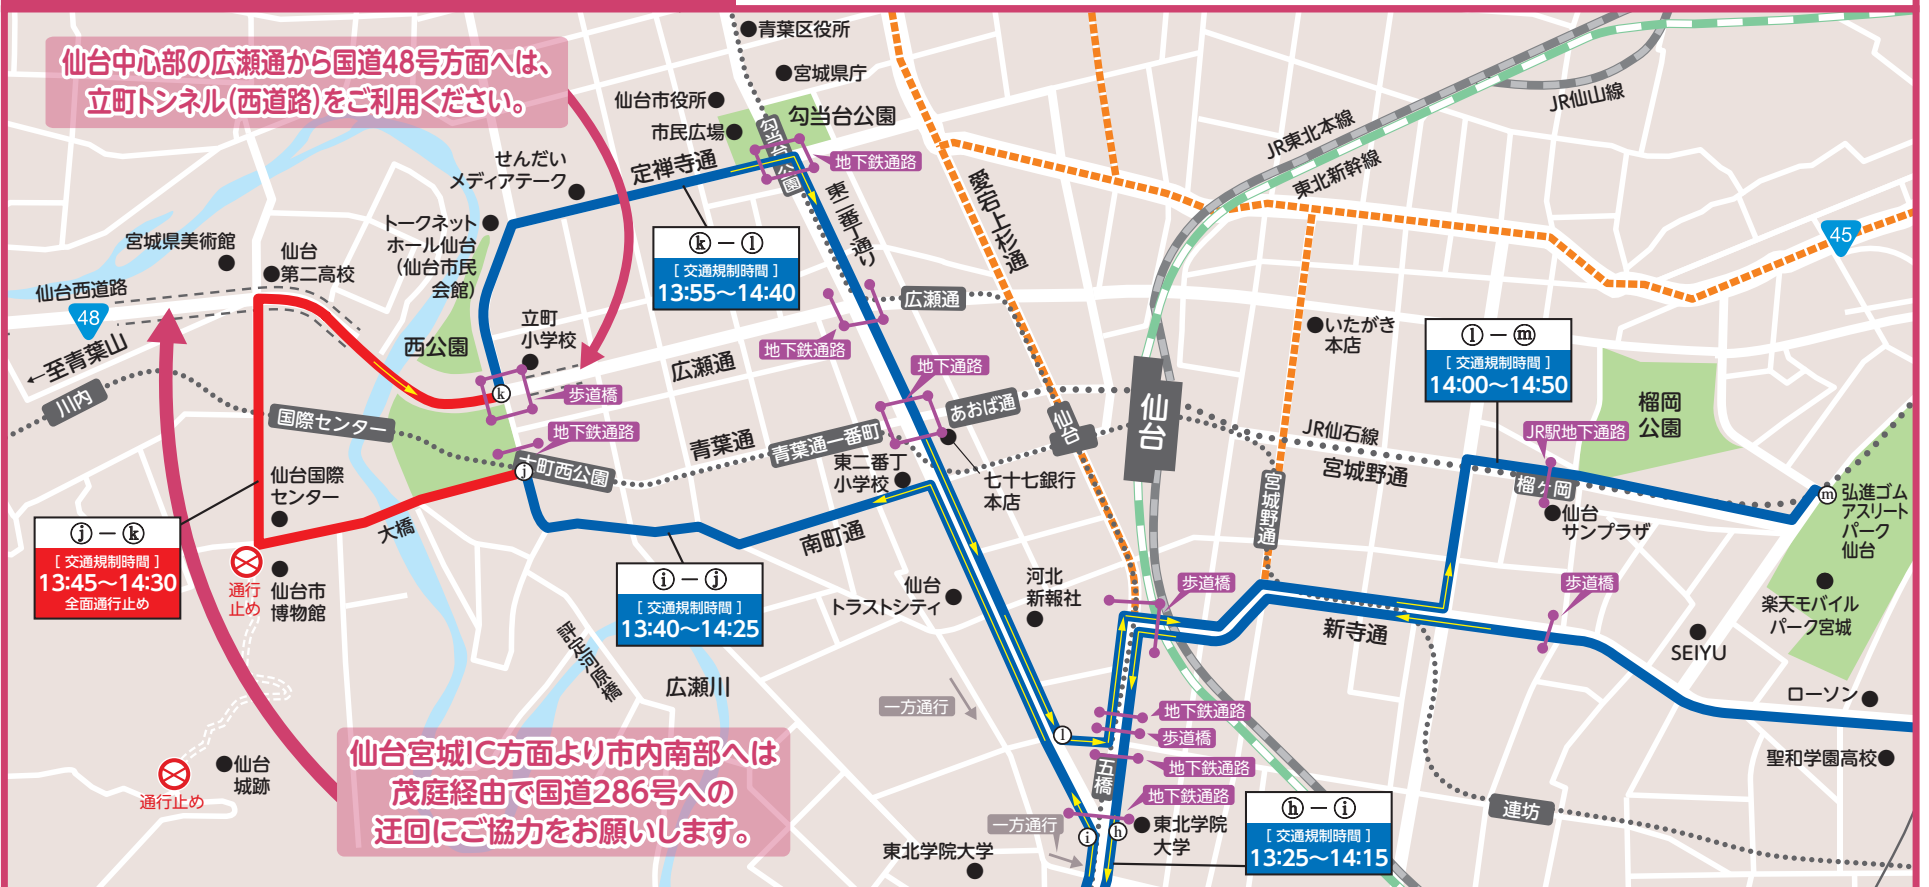 仙台中心部の広瀬通から国道48号方面へは、
立町トンネル(西道路)をご利用ください。
青葉区役所
宮城県庁
仙台市役所
市民広場
勾当台公園
勾当台公園
地下鉄通路
せんだい
メディアテーク
定禅寺通
東二番丁通り
愛宕上杉通
JR東北本線
東北新幹線
JR仙山線
45
トークネット
ホール仙台
(仙台市民
会館)
宮城県美術館
仙台
第二高校
仙台西道路
48
←至青葉山
川内
ⓚ－ⓛ
[ 交通規制時間 ]
13:55～14:40
広瀬通
地下鉄通路
立町
小学校
西公園
広瀬通
歩道橋
k
地下通路
あおば通
仙台
仙台
いたがき
本店
ⓛ－ⓜ
[ 交通規制時間 ]
14:00～14:50
榴岡
公園
JR仙石線
宮城野通
JR駅地下通路
榴ヶ岡
仙台
サンプラザ
m
弘進ゴム
アスリート
パーク
仙台
国際センター
地下鉄通路
大町西公園
j
青葉通
青葉通一番町
東二番丁
小学校
七十七銀行
本店
宮城野通
仙台国際
センター
大橋
南町通
ⓙ－ⓚ
[ 交通規制時間 ]
13:45～14:30
全面通行止め
通行
止め
仙台市
博物館
ⓘ－ⓙ
[ 交通規制時間 ]
13:40～14:25
仙台
トラストシティ
河北
新報社
歩道橋
新寺通
歩道橋
楽天モバイル
パーク宮城
SEIYU
ローソン
聖和学園高校
評定河原橋
広瀬川
一方通行
l
地下鉄通路
歩道橋
地下鉄通路
五橋
地下鉄通路
連坊
仙台
城跡
通行止め
仙台宮城IC方面より市内南部へは
茂庭経由で国道286号への
迂回にご協力をお願いします。
一方通行
i
h
東北学院
大学
東北学院大学
ⓗ－ⓘ
[ 交通規制時間 ]
13:25～14:15